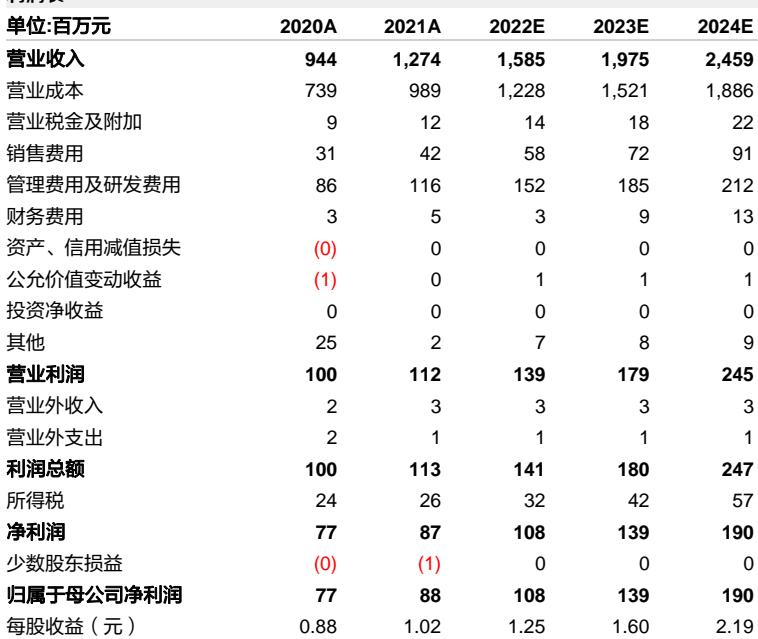 单位:百万元 2020A 2021A 2022E 2023E 2024E
营业收入 944 1,274 1,585 1,975 2,459
营业成本 739 989 1,228 1,521 1,886
营业税金及附加 9 12 14 18 22
销售费用 31 42 58 72 91
管理费用及研发费用 86 116 152 185 212
财务费用 3 5 3 9 13
资产、信用减值损失 (0) 0 0 0 0
公允价值变动收益 (1) 0 1 1 1
投资净收益 0 0 0 0 0
其他 25 2 7 8 9
营业利润 100 112 139 179 245
营业外收入 2 3 3 3 3
营业外支出 2 1 1 1 1
利润总额 100 113 141 180 247
所得税 24 26 32 42 57
净利润 77 87 108 139 190
少数股东损益 (0) (1) 0 0 0
归属于母公司净利润 77 88 108 139 190
每股收益（元） 0.88 1.02 1.25 1.60 2.19